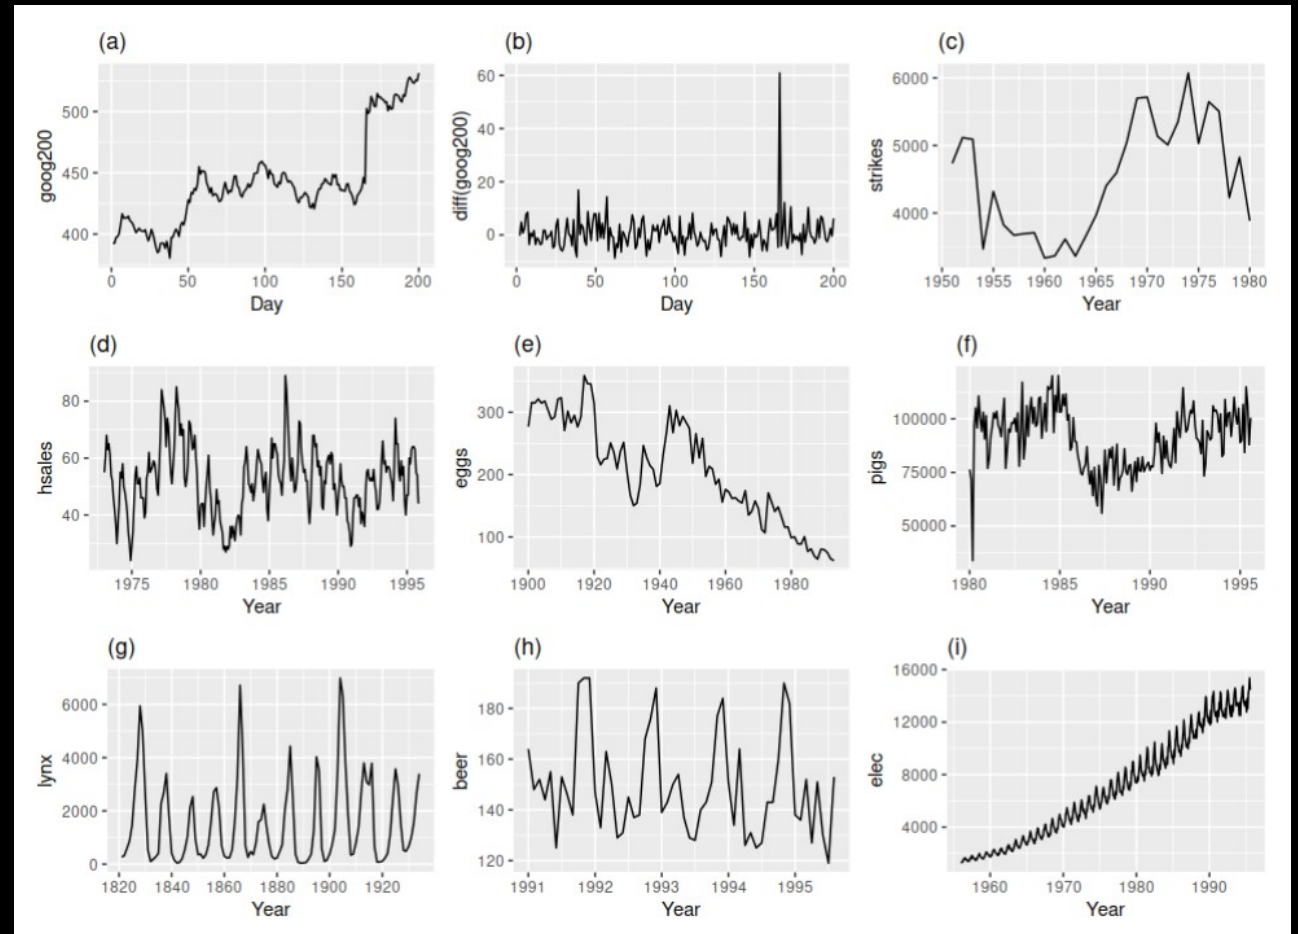 (a)
goog200
500
450
400
0 50 100 150 200
Day
(b)
diff(goog200)
60
40
20
0
0 50 100 150 200
Day
(c)
strikes
6000
5000
4000
1950 1955 1960 1965 1970 1975 1980
Year
(d)
hsales
80
60
40
1975 1980 1985 1990 1995
Year
(e)
eggs
300
200
100
1900 1920 1940 1960 1980
Year
(f)
pigs
100000
75000
50000
1980 1985 1990 1995
Year
(g)
lynx
6000
4000
2000
0
1820 1840 1860 1880 1900 1920
Year
(h)
beer
180
160
140
120
1991 1992 1993 1994 1995
Year
(i)
elec
16000
12000
8000
4000
1960 1970 1980 1990
Year